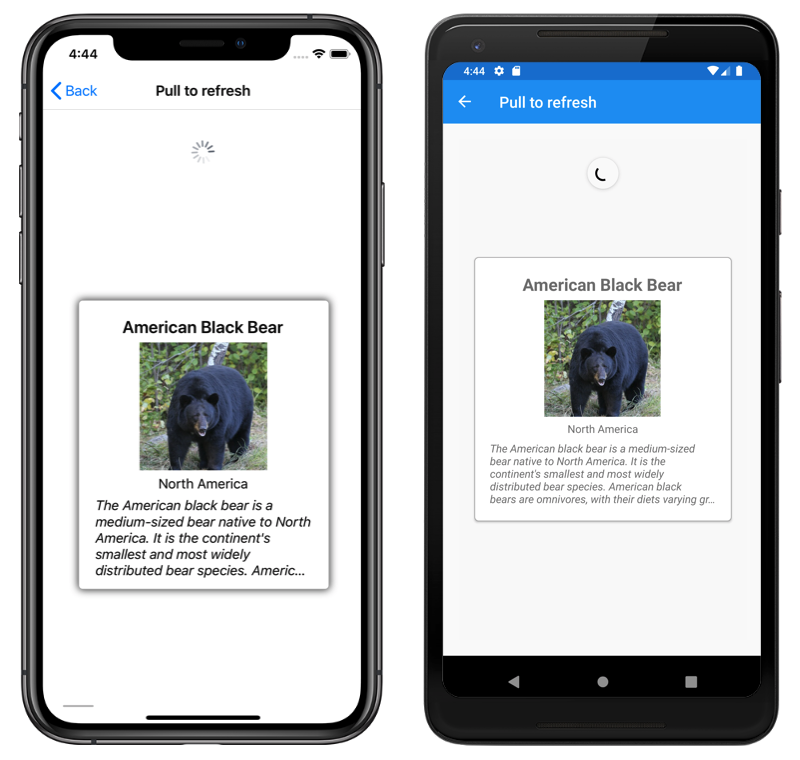 4:44
Back
Pull to refresh
American Black Bear
North America
The American black bear is a
medium-sized bear native to North
America. It is the continent's
smallest and most widely
distributed bear species. Americ...
4:44
Pull to refresh
American Black Bear
North America
The American black bear is a medium-sized
bear native to North America. It is the
continent's smallest and most widely
distributed bear species. American black
bears are omnivores, with their diets varying gr...